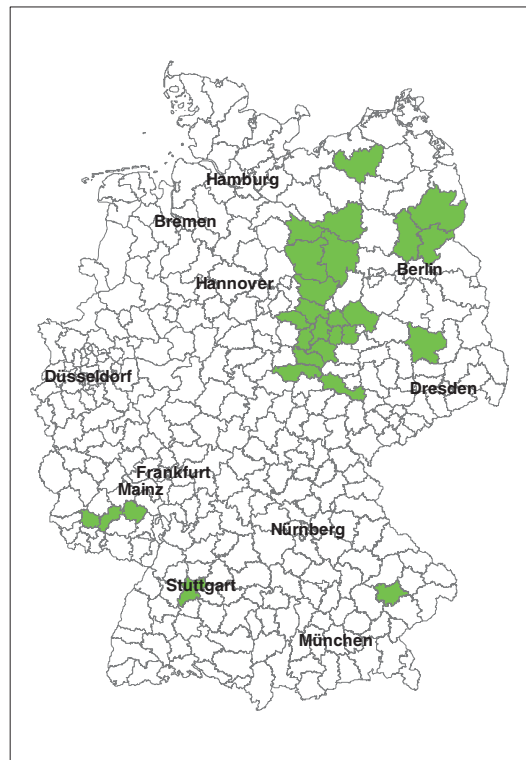 Hamburg
Bremen
Berlin
Hannover
Düsseldorf
Dresden
Frankfurt
Mainz
Nürnberg
Stuttgart
München